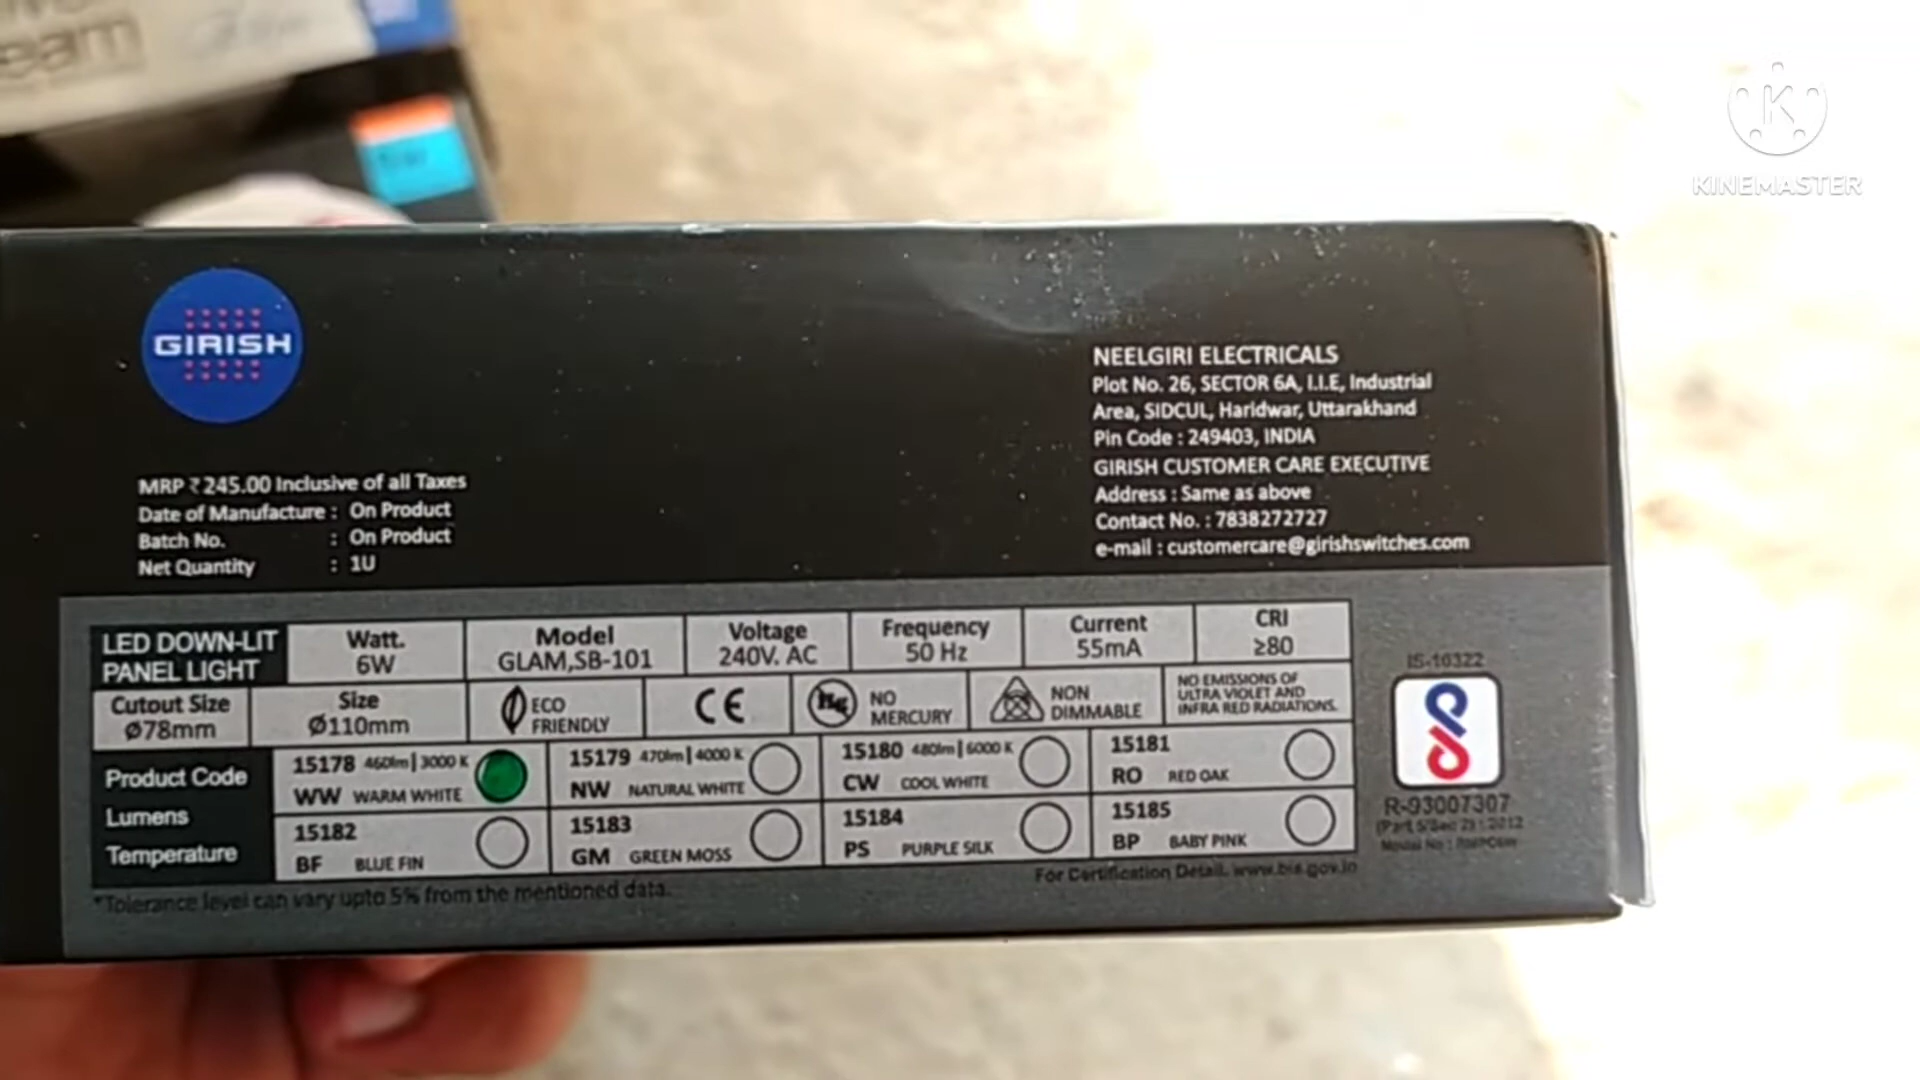 eam
KINEMASTER
GIRISH
MRP ₹ 245.00 Inclusive of all Taxes
Date of Manufacture : On Product
Batch No. : On Product
Net Quantity : 1U
NEELGIRI ELECTRICALS
Plot No. 26, SECTOR 6A, I.I.E, Industrial
Area, SIDCUL, Haridwar, Uttarakhand
Pin Code : 249403, INDIA
GIRISH CUSTOMER CARE EXECUTIVE
Address : Same as above
Contact No. : 7838272727
e-mail : customercare@girishswitches.com
LED DOWN-LIT
PANEL LIGHT
Watt.
6W
Model
GLAM,SB-101
Voltage
240V. AC
Frequency
50 Hz
Current
55mA
CRI
≥80
Cutout Size
Ø78mm
Size
Ø110mm
ECO
FRIENDLY
CE
Hg
NO
MERCURY
NON
DIMMABLE
NO EMISSIONS OF
ULTRA VIOLET AND
INFRA RED RADIATIONS.
Product Code
Lumens
Temperature
15178 460lm | 3000 K
WW WARM WHITE
15179 470lm | 4000 K
NW NATURAL WHITE
15180 480lm | 6000 K
CW COOL WHITE
15181
RO RED OAK
15182
BF BLUE FIN
15183
GM GREEN MOSS
15184
PS PURPLE SILK
15185
BP BABY PINK
*Tolerance level can vary upto 5% from the mentioned data.
For Certification Detail. www.bis.gov.in
IS-10322
R-93007307